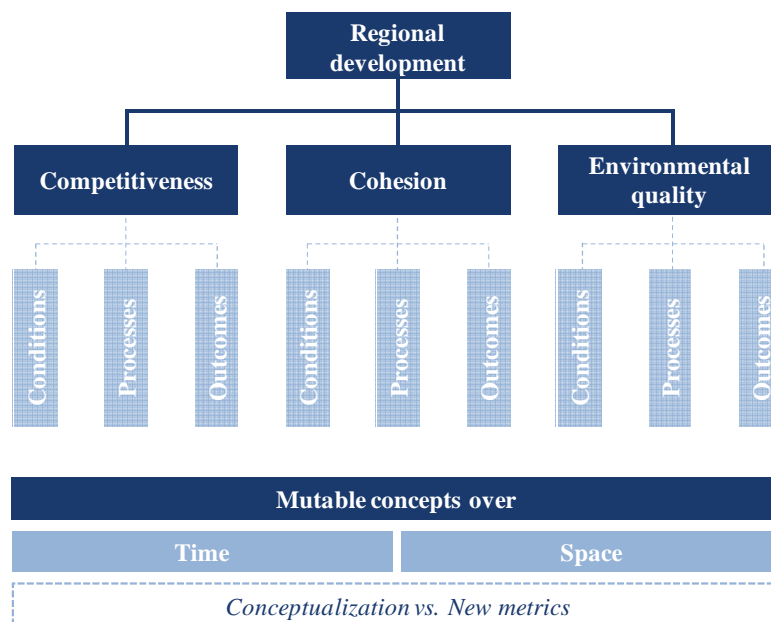 Regional
development
Competitiveness
Cohesion
Environmental
quality
Conditions
Processes
Outcomes
Conditions
Processes
Outcomes
Conditions
Processes
Outcomes
Mutable concepts over
Time
Space
Conceptualization vs. New metrics